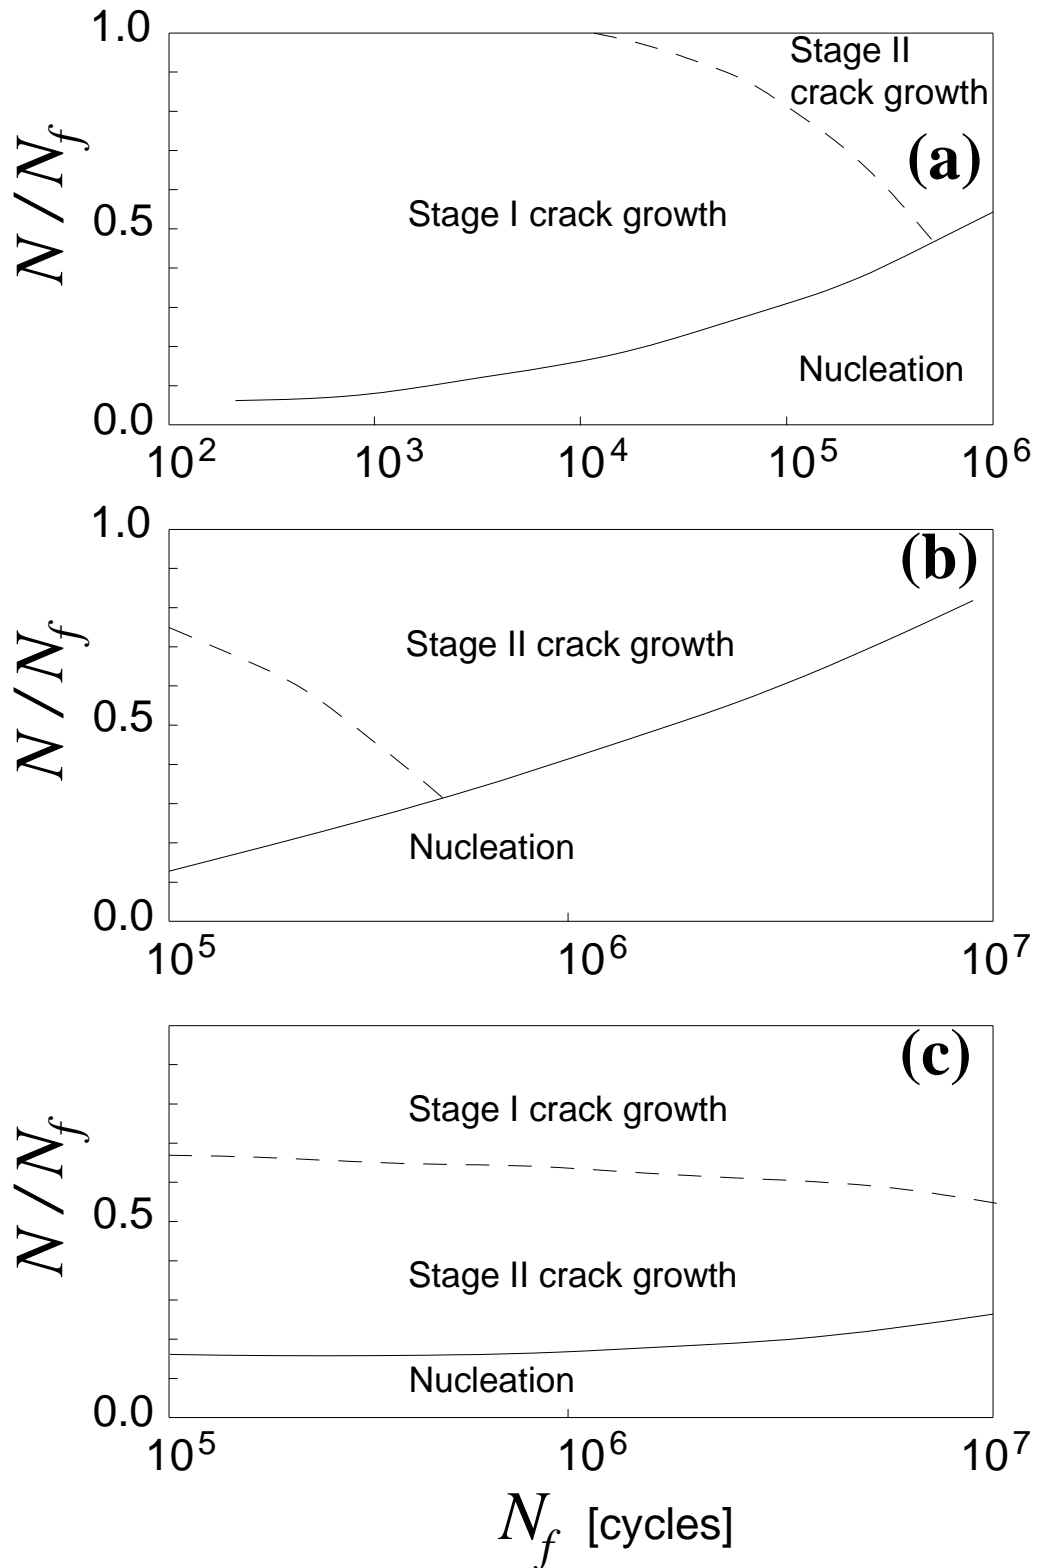 1.0
Stage II
crack growth
(a)
N / N_f
Stage I crack growth
0.5
Nucleation
0.0
10^2 10^3 10^4 10^5 10^6
1.0
(b)
N / N_f
Stage II crack growth
0.5
Nucleation
0.0
10^5 10^6 10^7
(c)
N / N_f
Stage I crack growth
0.5
Stage II crack growth
Nucleation
0.0
10^5 10^6 10^7
N_f [cycles]